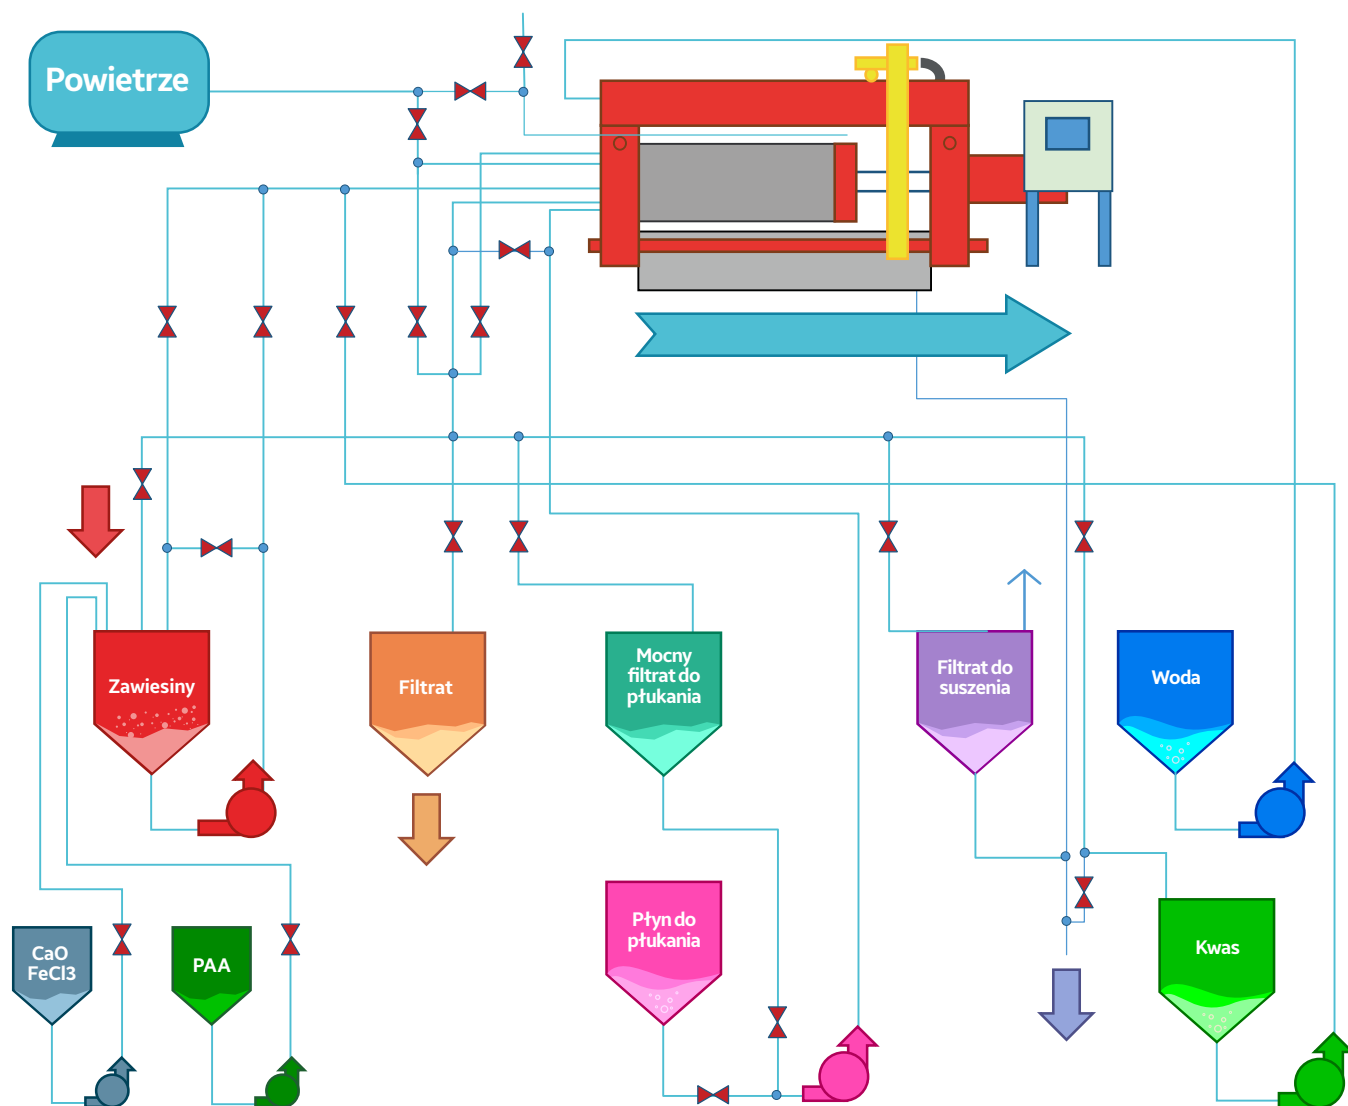 Powietrze
Zawiesiny
Filtrat
Mocny
filtrat do
płukania
Filtrat do
suszenia
Woda
CaO
FeCl3
PAA
Płyn do
płukania
Kwas